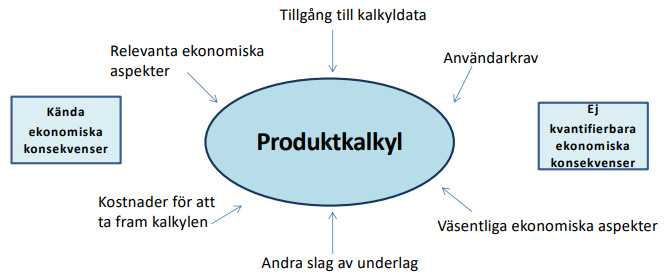 Tillgång till kalkyldata
Relevanta ekonomiska
aspekter
Användarkrav
Kända
ekonomiska
konsekvenser
Produktkalkyl
Ej
kvantifierbara
ekonomiska
konsekvenser
Kostnader för att
ta fram kalkylen
Väsentliga ekonomiska aspekter
Andra slag av underlag